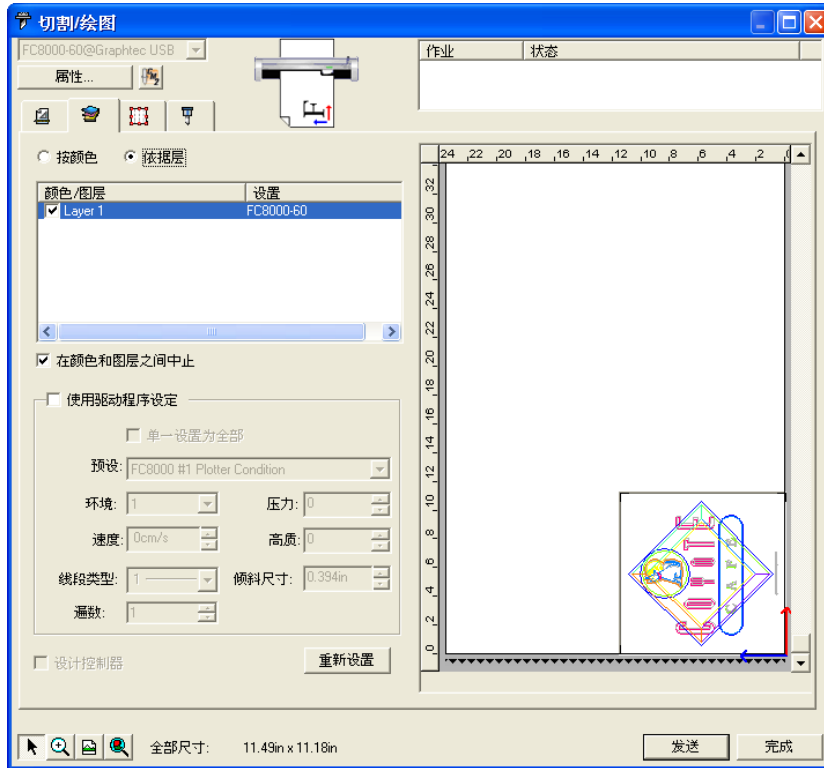 切割/绘图
FC8000-60@Graphtec USB
作业 状态
属性...
按颜色 依据层
颜色/图层 设置
Layer 1 FC8000-60
在颜色和图层之间中止
使用驱动程序设定
单一设置为全部
预设: FC8000 #1 Plotter Condition
环境: 1 压力: 0
速度: 0cm/s 高质: 0
线段类型: 1 倾斜尺寸: 0.394in
遍数: 1
设计控制器 重新设置
24 22 20 18 16 14 12 10 8 6 4 2 0
32
30
28
26
24
22
20
18
16
14
12
10
8
6
4
2
0
COYOTE
CAFE
全部尺寸: 11.49in x 11.18in 发送 完成